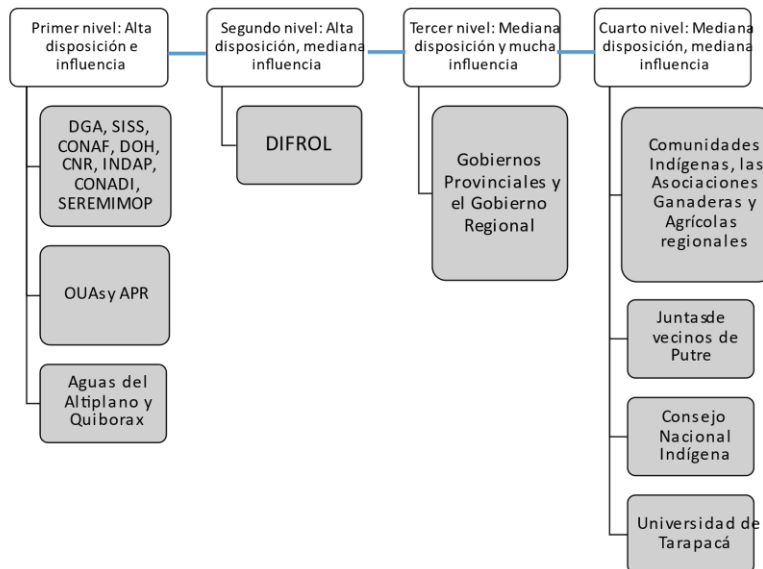 Primer nivel: Alta
disposición e
influencia
Segundo nivel: Alta
disposición, mediana
influencia
Tercer nivel: Mediana
disposición y mucha
influencia
Cuarto nivel: Mediana
disposición, mediana
influencia
DGA, SISS,
CONAF, DOH,
CNR, INDAP,
CONADI,
SEREMIMOP
OUAs y APR
Aguas del
Altiplano y
Quiborax
DIFROL
Gobiernos
Provinciales y
el Gobierno
Regional
Comunidades
Indígenas, las
Asociaciones
Ganaderas y
Agrícolas
regionales
Juntas de
vecinos de
Putre
Consejo
Nacional
Indígena
Universidad de
Tarapacá